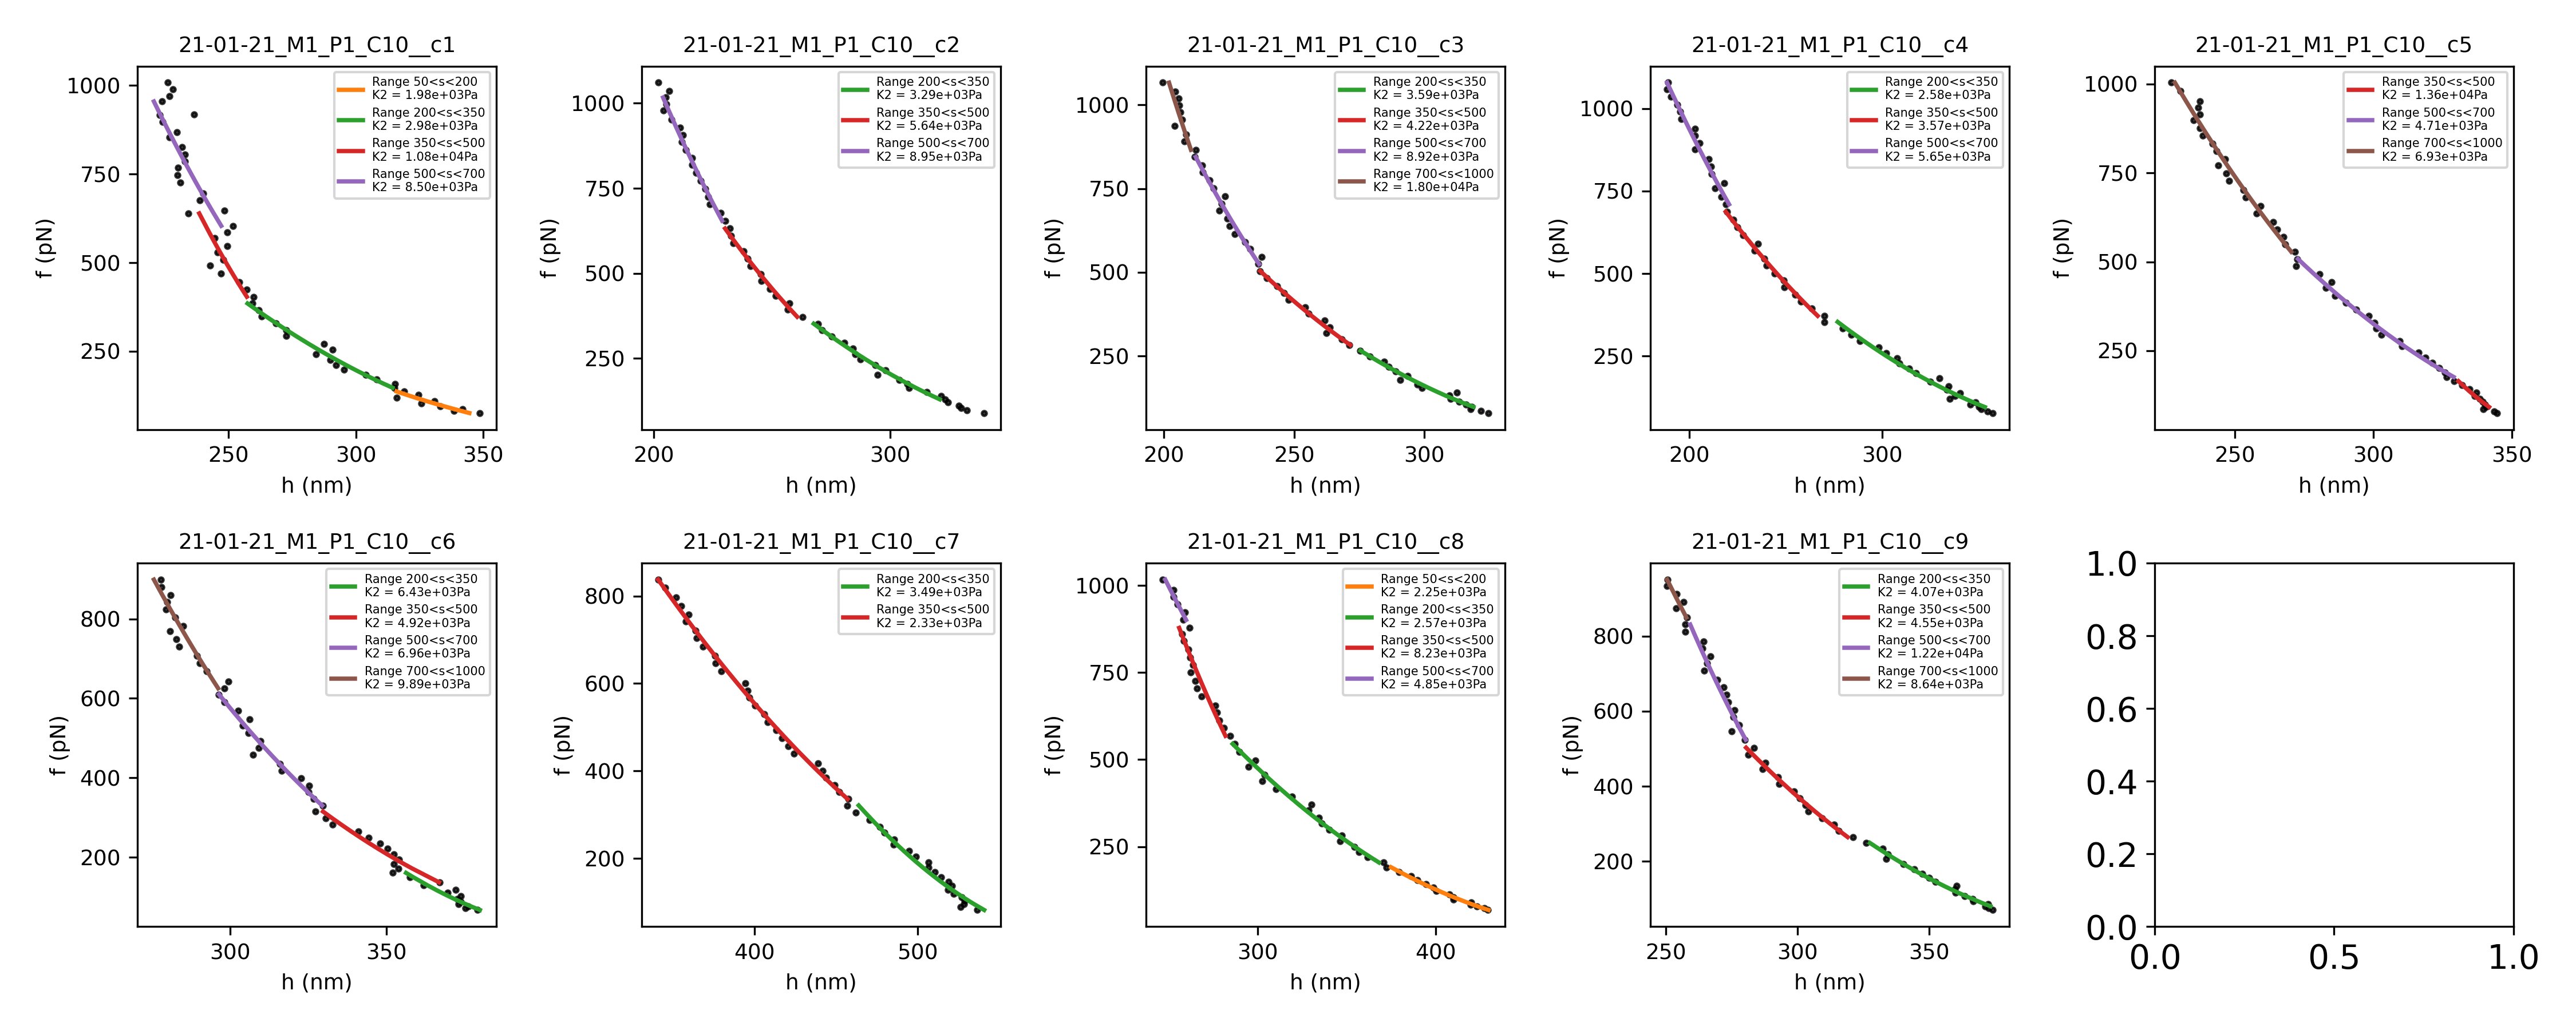 21-01-21_M1_P1_C10__c1
f (pN)
1000
750
500
250
Range 50<s<200
K2 = 1.98e+03Pa
Range 200<s<350
K2 = 2.98e+03Pa
Range 350<s<500
K2 = 1.08e+04Pa
Range 500<s<700
K2 = 8.50e+03Pa
250 300 350
h (nm)
21-01-21_M1_P1_C10__c2
f (pN)
1000
750
500
250
Range 200<s<350
K2 = 3.29e+03Pa
Range 350<s<500
K2 = 5.64e+03Pa
Range 500<s<700
K2 = 8.95e+03Pa
200 300
h (nm)
21-01-21_M1_P1_C10__c3
f (pN)
1000
750
500
250
Range 200<s<350
K2 = 3.59e+03Pa
Range 350<s<500
K2 = 4.22e+03Pa
Range 500<s<700
K2 = 8.92e+03Pa
Range 700<s<1000
K2 = 1.80e+04Pa
200 250 300
h (nm)
21-01-21_M1_P1_C10__c4
f (pN)
1000
750
500
250
Range 200<s<350
K2 = 2.58e+03Pa
Range 350<s<500
K2 = 3.57e+03Pa
Range 500<s<700
K2 = 5.65e+03Pa
200 300
h (nm)
21-01-21_M1_P1_C10__c5
f (pN)
1000
750
500
250
Range 350<s<500
K2 = 1.36e+04Pa
Range 500<s<700
K2 = 4.71e+03Pa
Range 700<s<1000
K2 = 6.93e+03Pa
250 300 350
h (nm)
21-01-21_M1_P1_C10__c6
f (pN)
800
600
400
200
Range 200<s<350
K2 = 6.43e+03Pa
Range 350<s<500
K2 = 4.92e+03Pa
Range 500<s<700
K2 = 6.96e+03Pa
Range 700<s<1000
K2 = 9.89e+03Pa
300 350
h (nm)
21-01-21_M1_P1_C10__c7
f (pN)
800
600
400
200
Range 200<s<350
K2 = 3.49e+03Pa
Range 350<s<500
K2 = 2.33e+03Pa
400 500
h (nm)
21-01-21_M1_P1_C10__c8
f (pN)
1000
750
500
250
Range 50<s<200
K2 = 2.25e+03Pa
Range 200<s<350
K2 = 2.57e+03Pa
Range 350<s<500
K2 = 8.23e+03Pa
Range 500<s<700
K2 = 4.85e+03Pa
300 400
h (nm)
21-01-21_M1_P1_C10__c9
f (pN)
800
600
400
200
Range 200<s<350
K2 = 4.07e+03Pa
Range 350<s<500
K2 = 4.55e+03Pa
Range 500<s<700
K2 = 1.22e+04Pa
Range 700<s<1000
K2 = 8.64e+03Pa
250 300 350
h (nm)
1.0
0.8
0.6
0.4
0.2
0.0
0.0 0.5 1.0